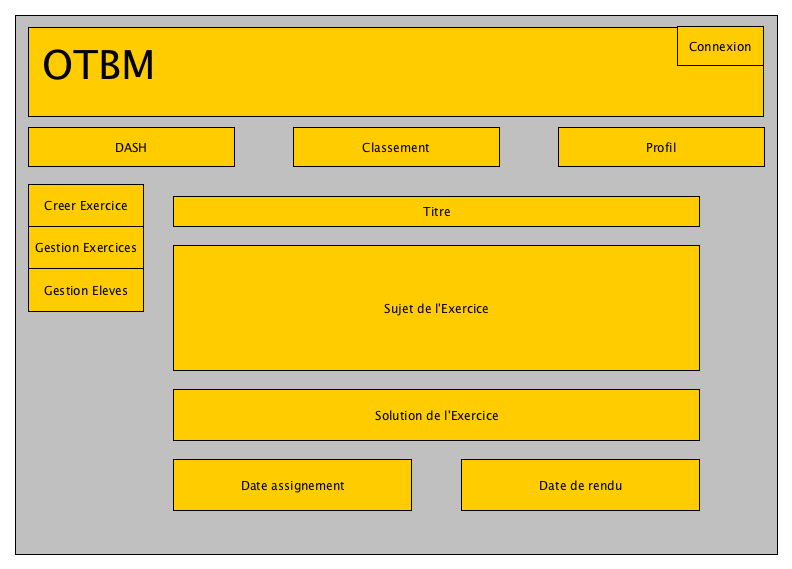 OTBM
Connexion
DASH
Classement
Profil
Creer Exercice
Gestion Exercices
Gestion Eleves
Titre
Sujet de l'Exercice
Solution de l'Exercice
Date assignement
Date de rendu